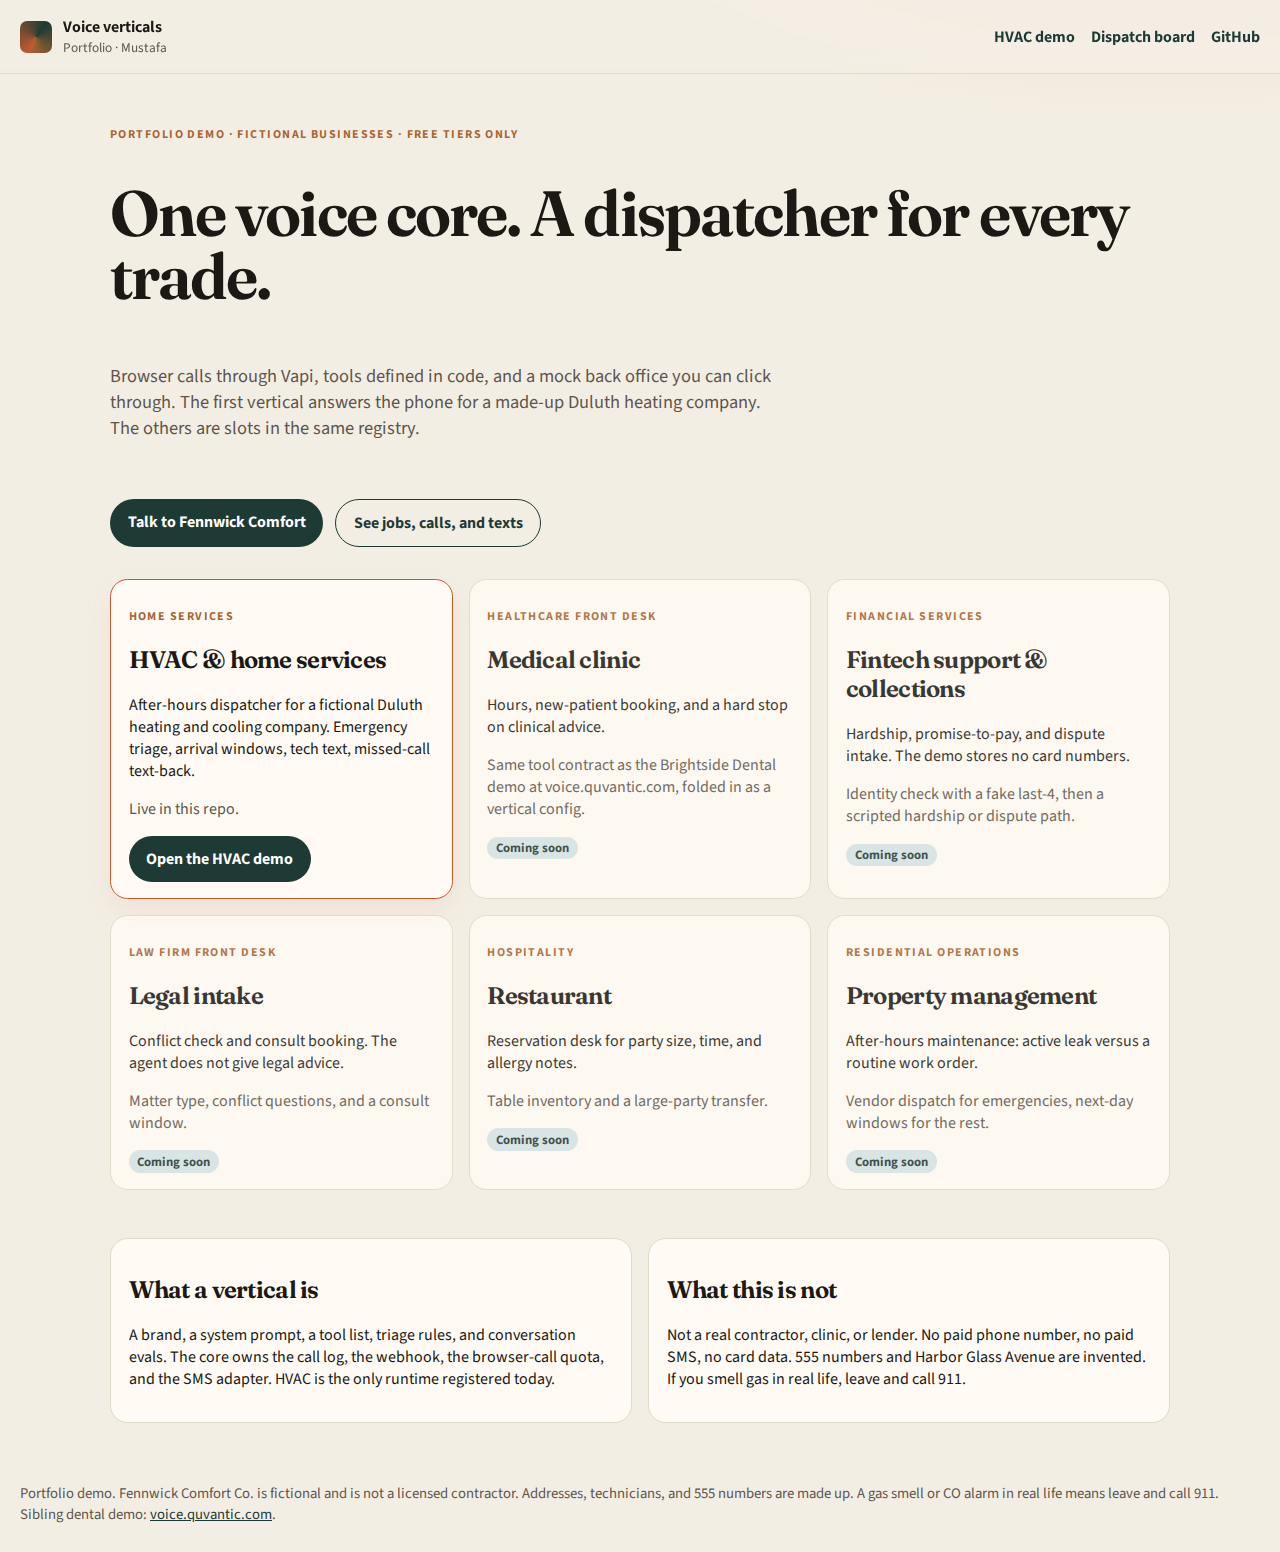 Voice verticals
Portfolio · Mustafa
HVAC demo Dispatch board GitHub
PORTFOLIO DEMO · FICTIONAL BUSINESSES · FREE TIERS ONLY
One voice core. A dispatcher for every
trade.
Browser calls through Vapi, tools defined in code, and a mock back office you can click
through. The first vertical answers the phone for a made-up Duluth heating company.
The others are slots in the same registry.
Talk to Fennwick Comfort
See jobs, calls, and texts
HOME SERVICES
HVAC & home services
After-hours dispatcher for a fictional Duluth
heating and cooling company. Emergency
triage, arrival windows, tech text, missed-call
text-back.
Live in this repo.
Open the HVAC demo
HEALTHCARE FRONT DESK
Medical clinic
Hours, new-patient booking, and a hard stop
on clinical advice.
Same tool contract as the Brightside Dental
demo at voice.quvantic.com, folded in as a
vertical config.
Coming soon
FINANCIAL SERVICES
Fintech support &
collections
Hardship, promise-to-pay, and dispute
intake. The demo stores no card numbers.
Identity check with a fake last-4, then a
scripted hardship or dispute path.
Coming soon
LAW FIRM FRONT DESK
Legal intake
Conflict check and consult booking. The
agent does not give legal advice.
Matter type, conflict questions, and a consult
window.
Coming soon
HOSPITALITY
Restaurant
Reservation desk for party size, time, and
allergy notes.
Table inventory and a large-party transfer.
Coming soon
RESIDENTIAL OPERATIONS
Property management
After-hours maintenance: active leak versus a
routine work order.
Vendor dispatch for emergencies, next-day
windows for the rest.
Coming soon
What a vertical is
A brand, a system prompt, a tool list, triage rules, and conversation
evals. The core owns the call log, the webhook, the browser-call quota,
and the SMS adapter. HVAC is the only runtime registered today.
What this is not
Not a real contractor, clinic, or lender. No paid phone number, no paid
SMS, no card data. 555 numbers and Harbor Glass Avenue are invented.
If you smell gas in real life, leave and call 911.
Portfolio demo. Fennwick Comfort Co. is fictional and is not a licensed contractor. Addresses, technicians, and 555 numbers are made up. A gas smell or CO alarm in real life means leave and call 911.
Sibling dental demo: voice.quvantic.com.